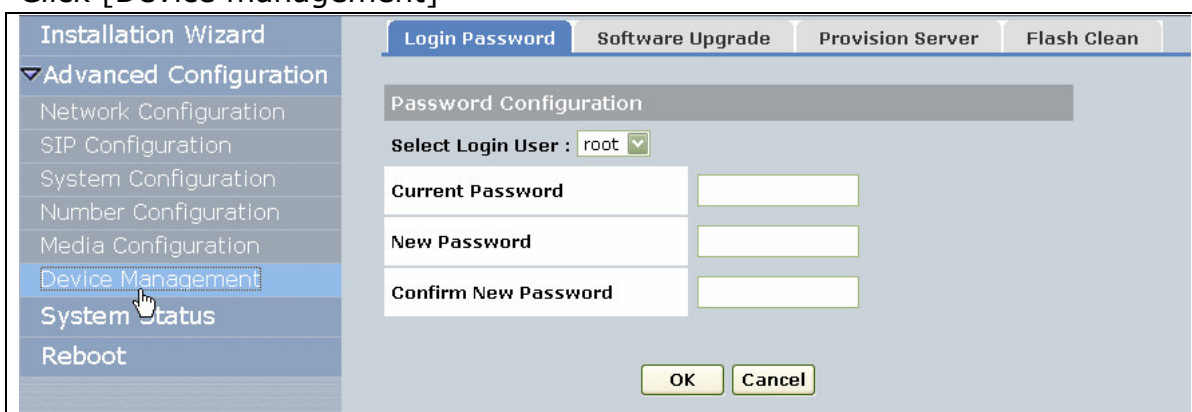 Click [Device management]
Installation Wizard
Advanced Configuration
Network Configuration
SIP Configuration
System Configuration
Number Configuration
Media Configuration
Device Management
System Status
Reboot
Login Password Software Upgrade Provision Server Flash Clean
Password Configuration
Select Login User : root
Current Password
New Password
Confirm New Password
OK Cancel